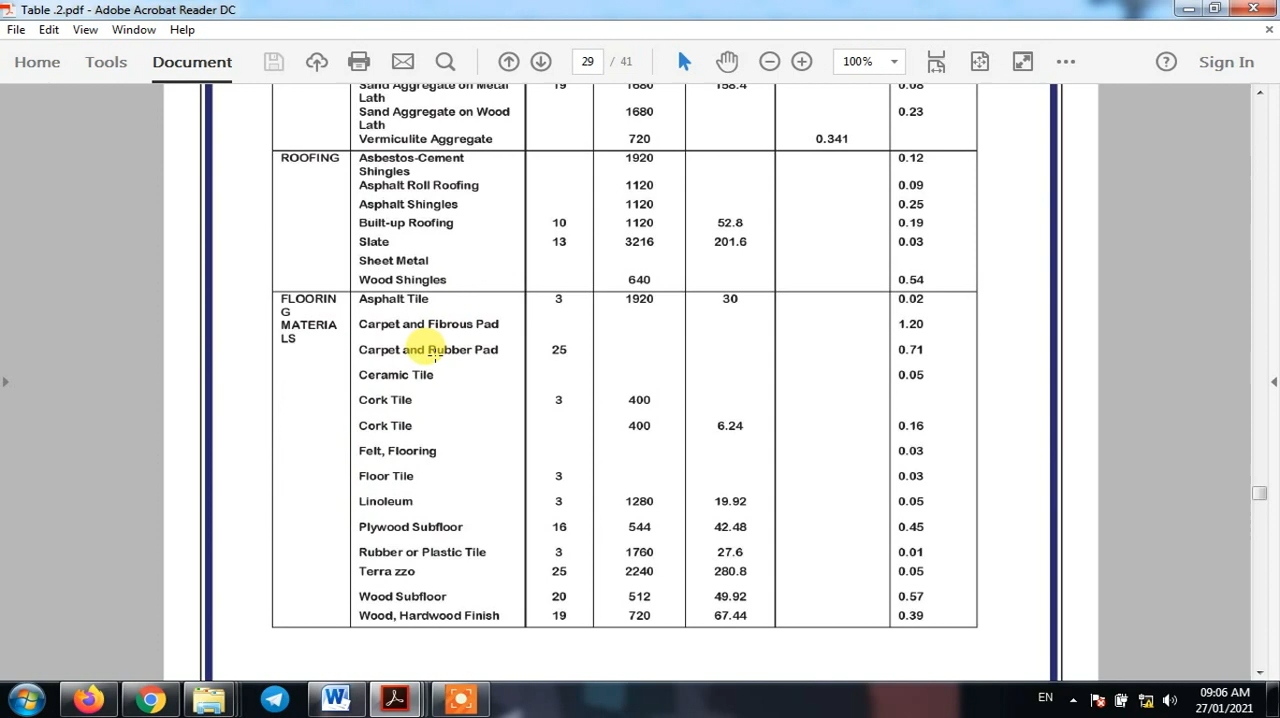 Table .2.pdf - Adobe Acrobat Reader DC
File Edit View Window Help
Home Tools Document 29 / 41 100% Sign In
Sand Aggregate on Metal 19 1680 158.4 0.08
Lath
Sand Aggregate on Wood 1680 0.23
Lath
Vermiculite Aggregate 720 0.341
ROOFING Asbestos-Cement 1920 0.12
Shingles
Asphalt Roll Roofing 1120 0.09
Asphalt Shingles 1120 0.25
Built-up Roofing 10 1120 52.8 0.19
Slate 13 3216 201.6 0.03
Sheet Metal
Wood Shingles 640 0.54
FLOORIN Asphalt Tile 3 1920 30 0.02
G
MATERIA Carpet and Fibrous Pad 1.20
LS
Carpet and Rubber Pad 25 0.71
Ceramic Tile 0.05
Cork Tile 3 400
Cork Tile 400 6.24 0.16
Felt, Flooring 0.03
Floor Tile 3 0.03
Linoleum 3 1280 19.92 0.05
Plywood Subfloor 16 544 42.48 0.45
Rubber or Plastic Tile 3 1760 27.6 0.01
Terra zzo 25 2240 280.8 0.05
Wood Subfloor 20 512 49.92 0.57
Wood, Hardwood Finish 19 720 67.44 0.39
EN 09:06 AM
27/01/2021